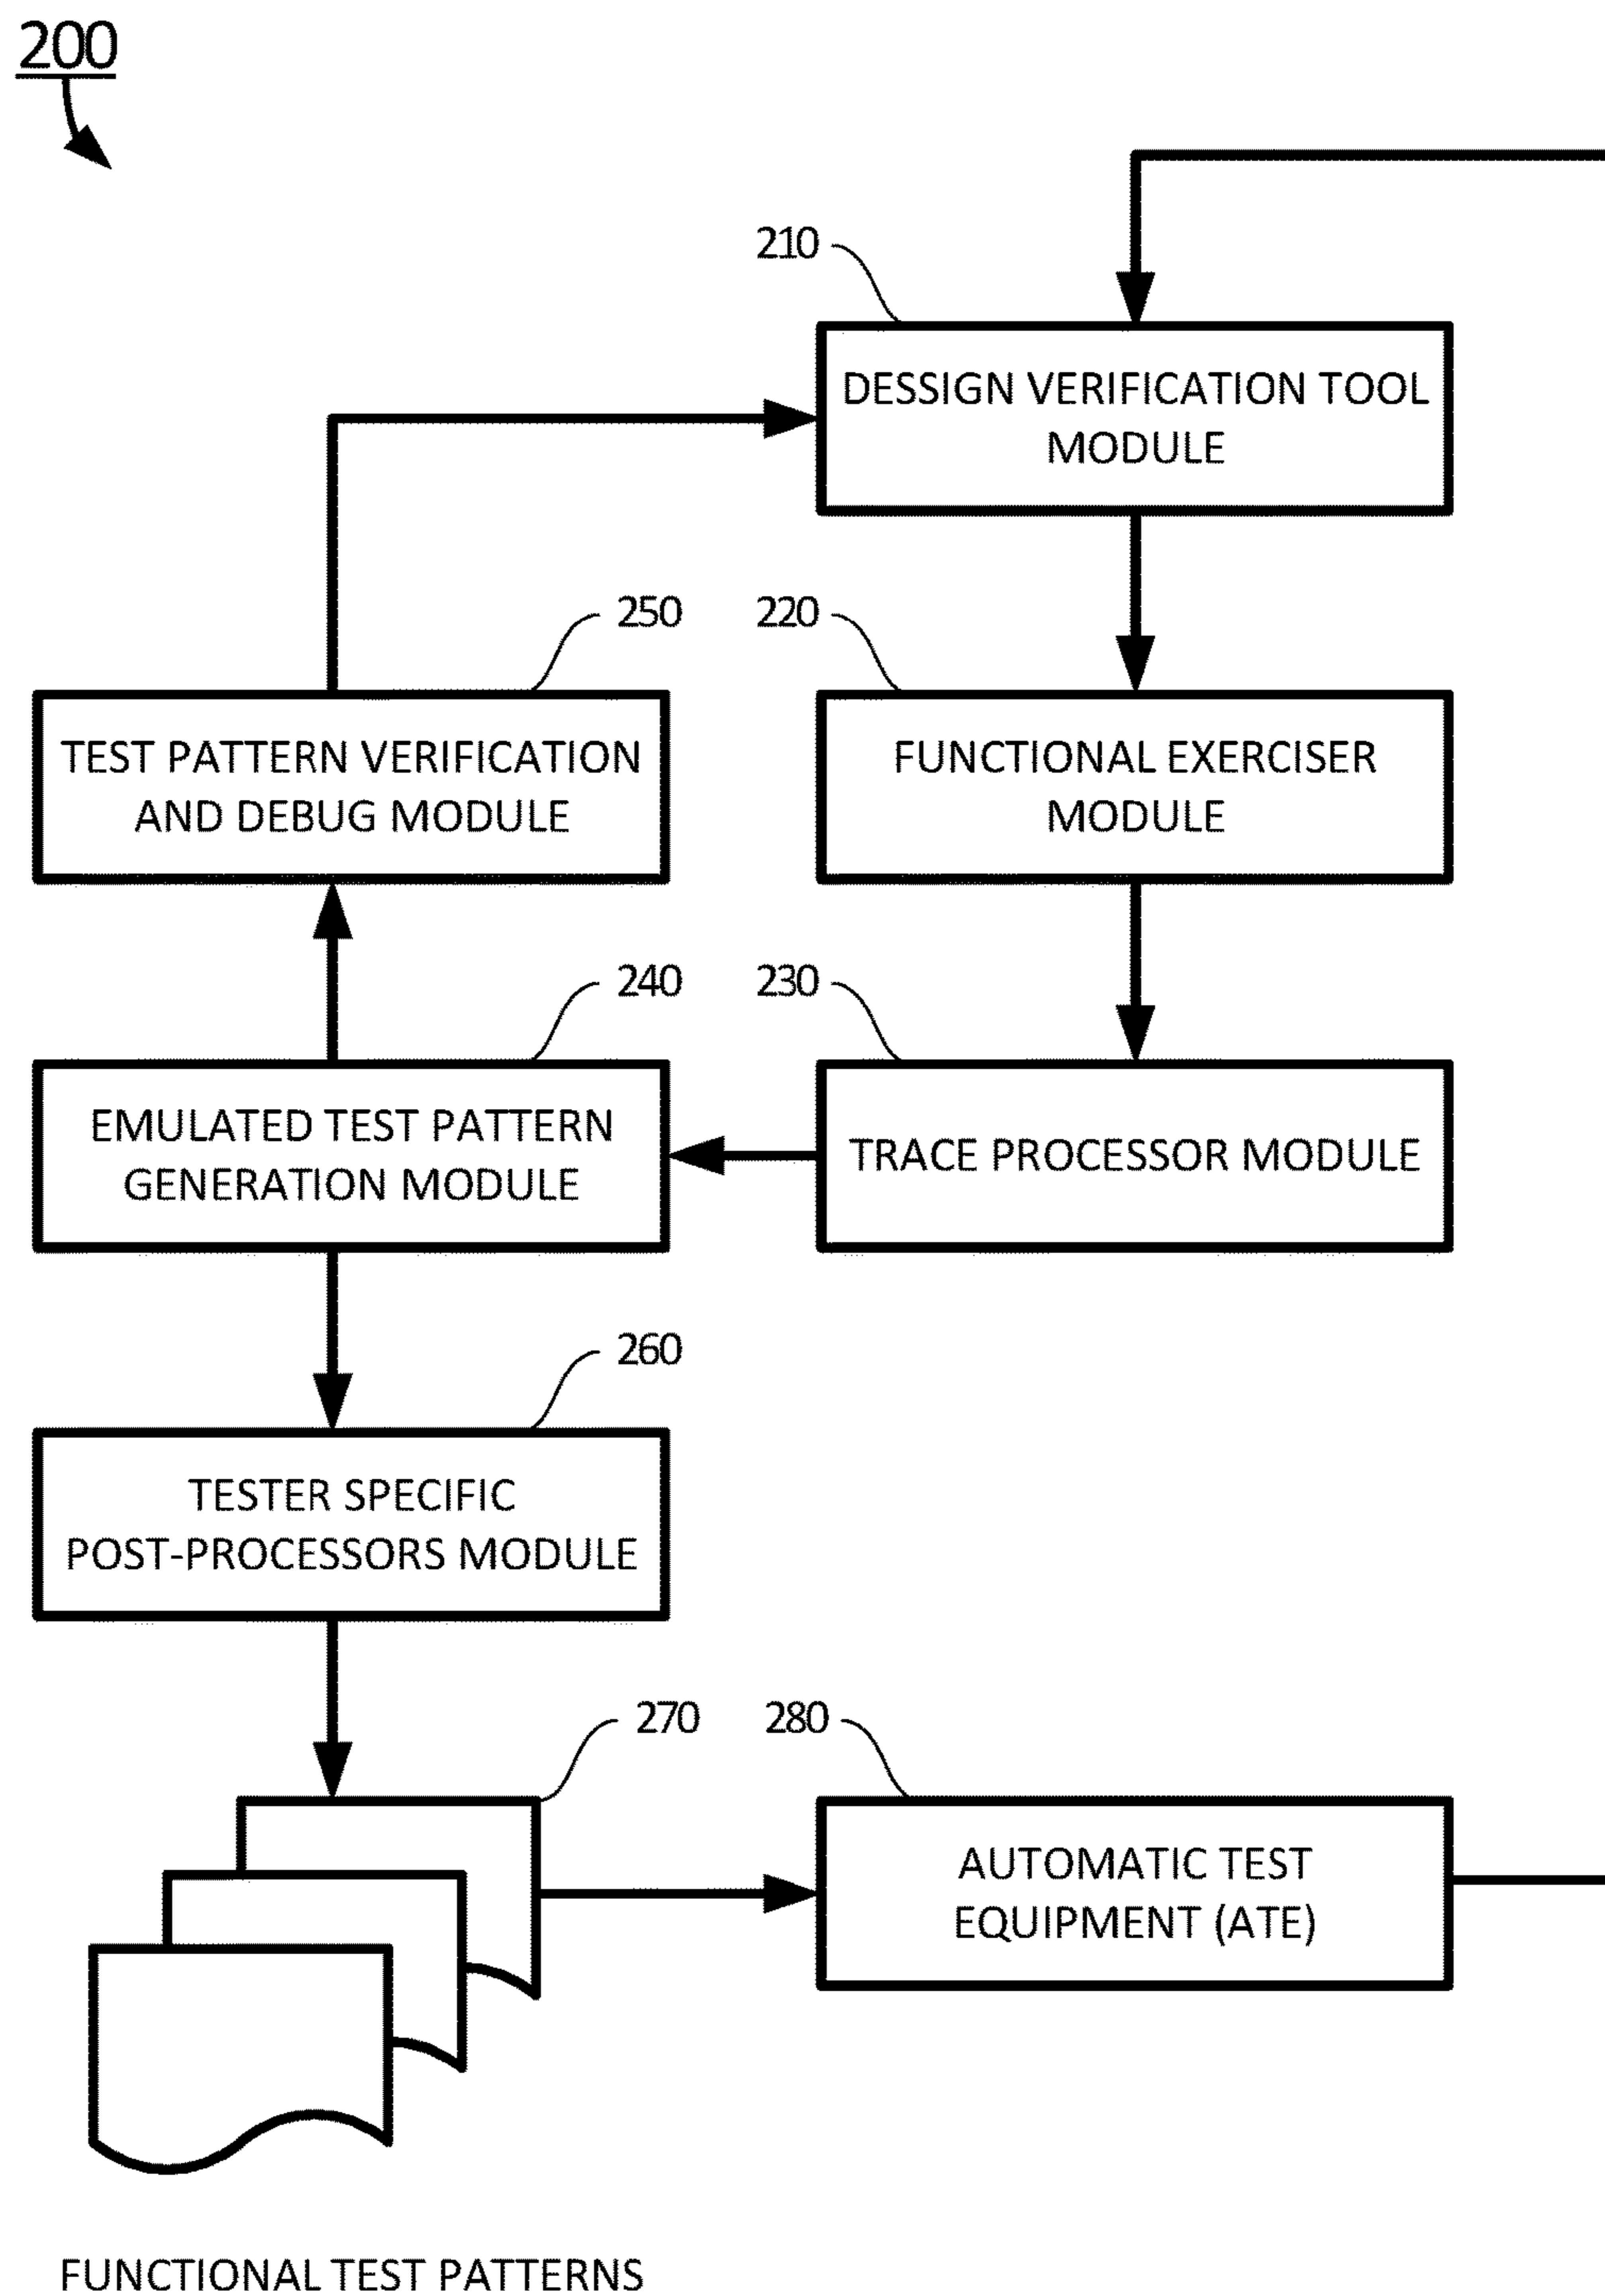 200
210
DESSIGN VERIFICATION TOOL
MODULE
250
220
TEST PATTERN VERIFICATION
AND DEBUG MODULE
FUNCTIONAL EXERCISER
MODULE
240
230
EMULATED TEST PATTERN
GENERATION MODULE
TRACE PROCESSOR MODULE
260
TESTER SPECIFIC
POST-PROCESSORS MODULE
270
280
AUTOMATIC TEST
EQUIPMENT (ATE)
FUNCTIONAL TEST PATTERNS